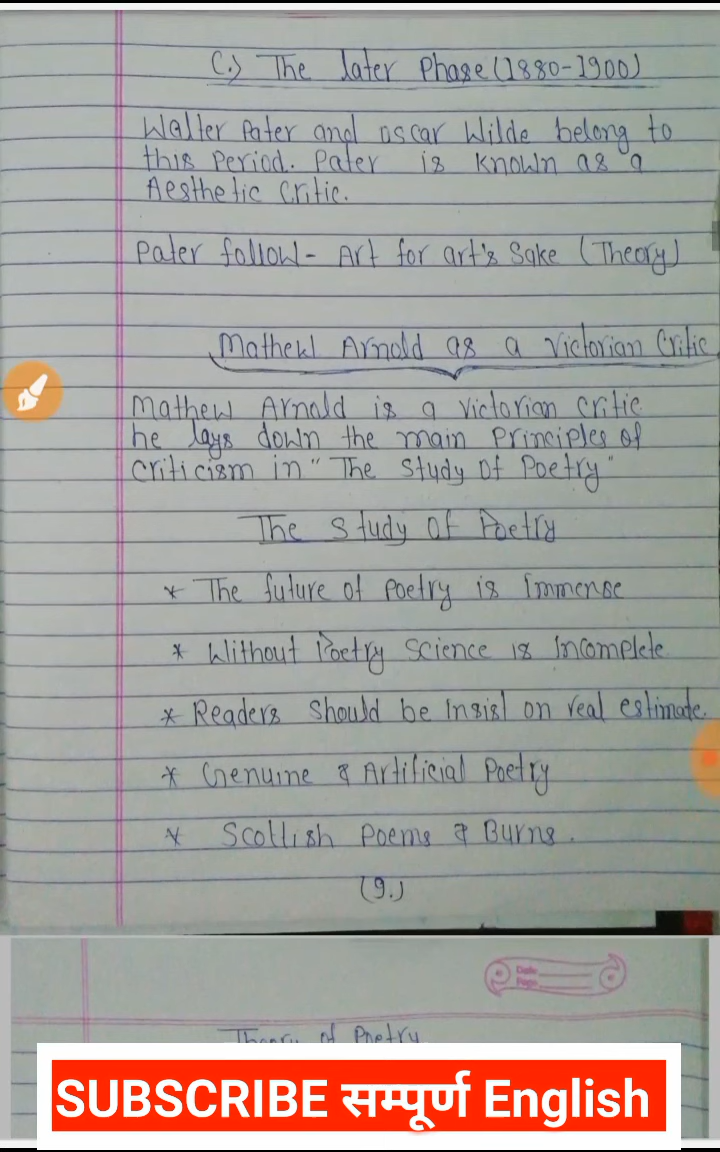 C.) The later Phase (1880-1900)
Walter Pater and oscar Wilde belong to
this Period. Pater is known as a
Aesthetic Critic.
Pater follow - Art for art's Sake (Theory)
Mathew Arnold as a Victorian Critic
Mathew Arnold is a Victorian critic
he lays down the main Principles of
criticism in "The Study Of Poetry"
The Study Of Poetry
* The future of poetry is Immense
* Without Poetry Science is Incomplete
* Readers Should be Insist on real estimate.
* Genuine & Artificial Poetry
* Scottish Poems & Burns.
(9.)
Date
Page
Theory of Poetry
SUBSCRIBE सम्पूर्ण English